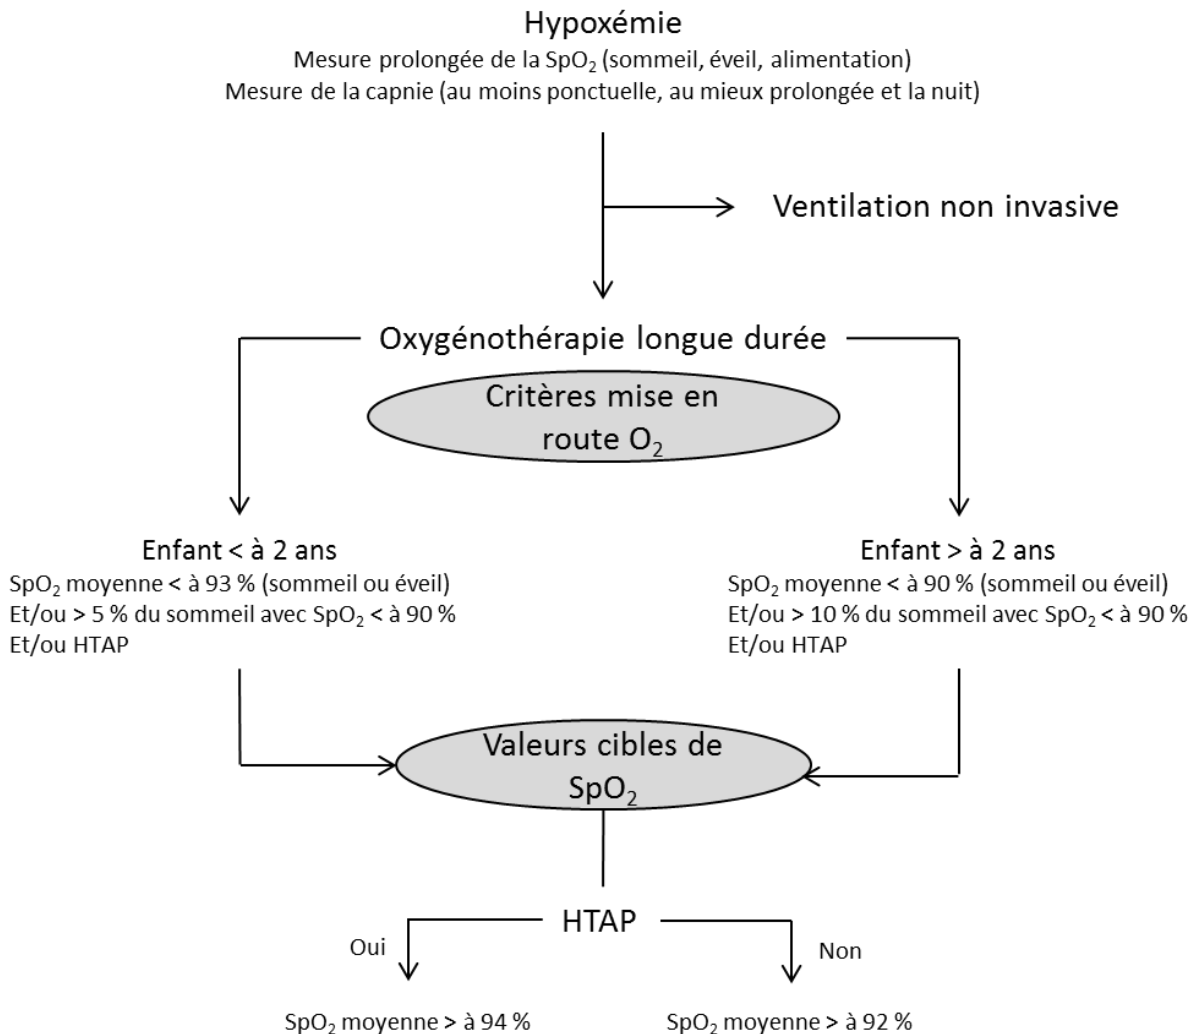 Hypoxémie
Mesure prolongée de la SpO₂ (sommeil, éveil, alimentation)
Mesure de la capnie (au moins ponctuelle, au mieux prolongée et la nuit)
Ventilation non invasive
Oxygénothérapie longue durée
Critères mise en
route O₂
Enfant < à 2 ans
SpO₂ moyenne < à 93 % (sommeil ou éveil)
Et/ou > 5 % du sommeil avec SpO₂ < à 90 %
Et/ou HTAP
Enfant > à 2 ans
SpO₂ moyenne < à 90 % (sommeil ou éveil)
Et/ou > 10 % du sommeil avec SpO₂ < à 90 %
Et/ou HTAP
Valeurs cibles de
SpO₂
HTAP
Oui
Non
SpO₂ moyenne > à 94 %
SpO₂ moyenne > à 92 %